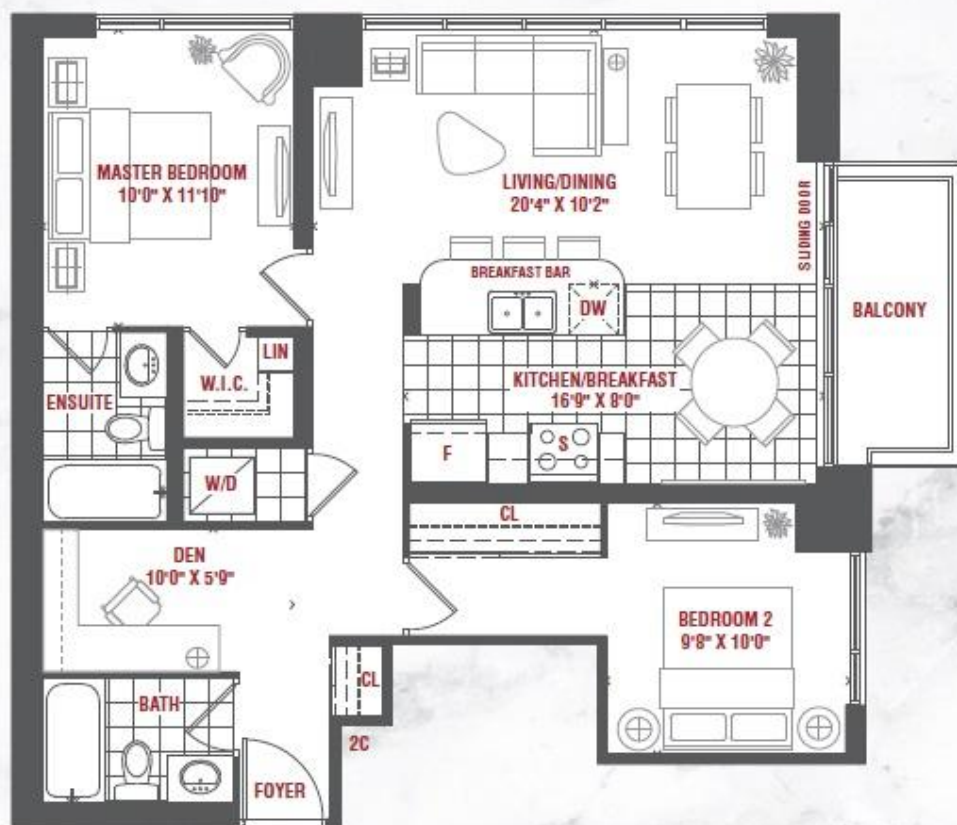 MASTER BEDROOM
10'0" X 11'10"
LIVING/DINING
20'4" X 10'2"
SLIDING DOOR
BREAKFAST BAR
DW
BALCONY
LIN
W.I.C.
ENSUITE
KITCHEN/BREAKFAST
16'9" X 8'0"
F
S
W/D
CL
DEN
10'0" X 5'9"
BEDROOM 2
9'8" X 10'0"
CL
BATH
2C
FOYER